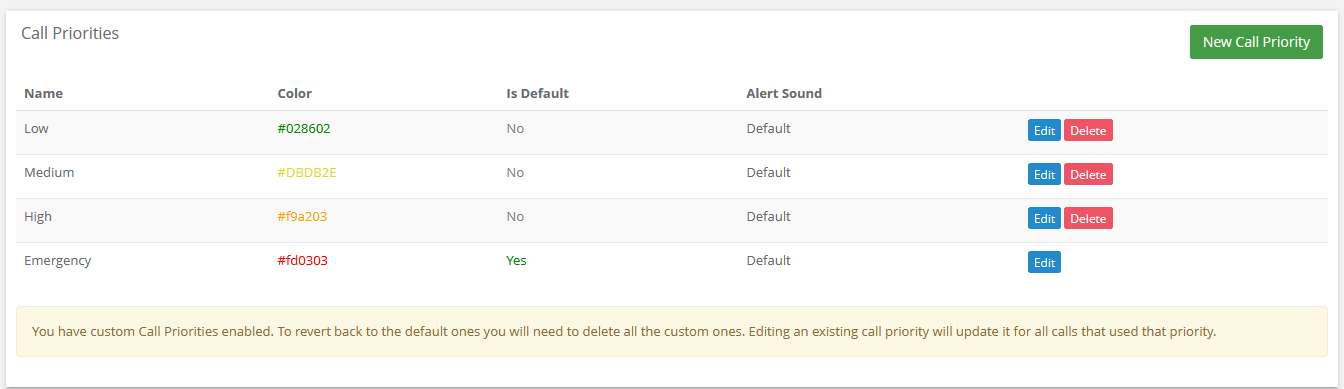 Call Priorities
New Call Priority
Name Color Is Default Alert Sound
Low #028602 No Default Edit Delete
Medium #DBDB2E No Default Edit Delete
High #f9a203 No Default Edit Delete
Emergency #fd0303 Yes Default Edit
You have custom Call Priorities enabled. To revert back to the default ones you will need to delete all the custom ones. Editing an existing call priority will update it for all calls that used that priority.